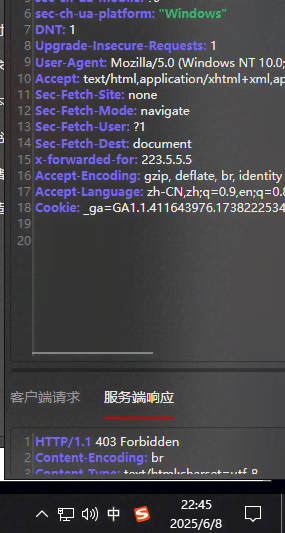 6 sec-ch-ua-platform: "Windows"
7 DNT: 1
8 Upgrade-Insecure-Requests: 1
9 User-Agent: Mozilla/5.0 (Windows NT 10.0;
10 Accept: text/html,application/xhtml+xml,ap
11 Sec-Fetch-Site: none
12 Sec-Fetch-Mode: navigate
13 Sec-Fetch-User: ?1
14 Sec-Fetch-Dest: document
15 x-forwarded-for: 223.5.5.5
16 Accept-Encoding: gzip, deflate, br, identity
17 Accept-Language: zh-CN,zh;q=0.9,en;q=0.8
18 Cookie: _ga=GA1.1.411643976.1738222534
19
20
客户端请求 服务端响应
1 HTTP/1.1 403 Forbidden
2 Content-Encoding: br
3 Content-Type: text/html;charset=utf-8
中 S 22:45
2025/6/8